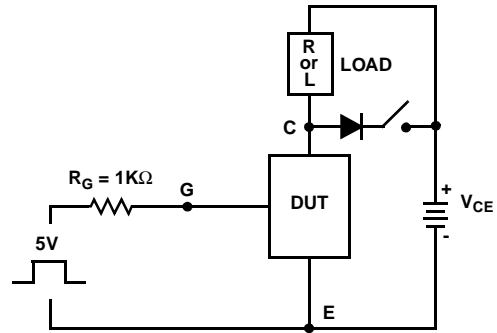 R
or
L
LOAD
C
R_G = 1KΩ
G
DUT
5V
+
V_CE
-
E